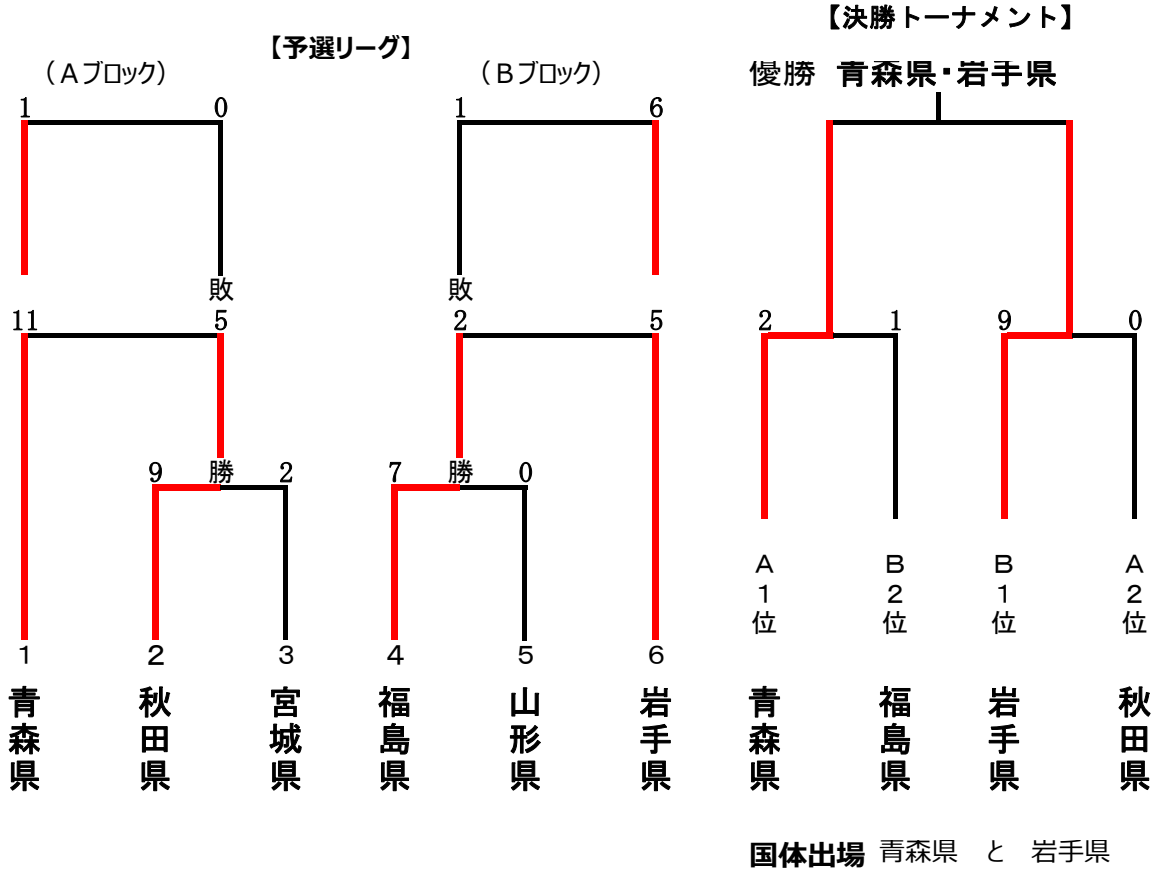 【決勝トーナメント】
【予選リーグ】
（Ａブロック）
（Ｂブロック）
優勝 青森県・岩手県
1 0
1 6
敗
敗
11 5
2 5
2 1
9 0
9 勝 2
7 勝 0
Ａ１位
Ｂ２位
Ｂ１位
Ａ２位
１ ２ ３ ４ ５ ６
青森県
秋田県
宮城県
福島県
山形県
岩手県
青森県
福島県
岩手県
秋田県
国体出場 青森県　と　岩手県